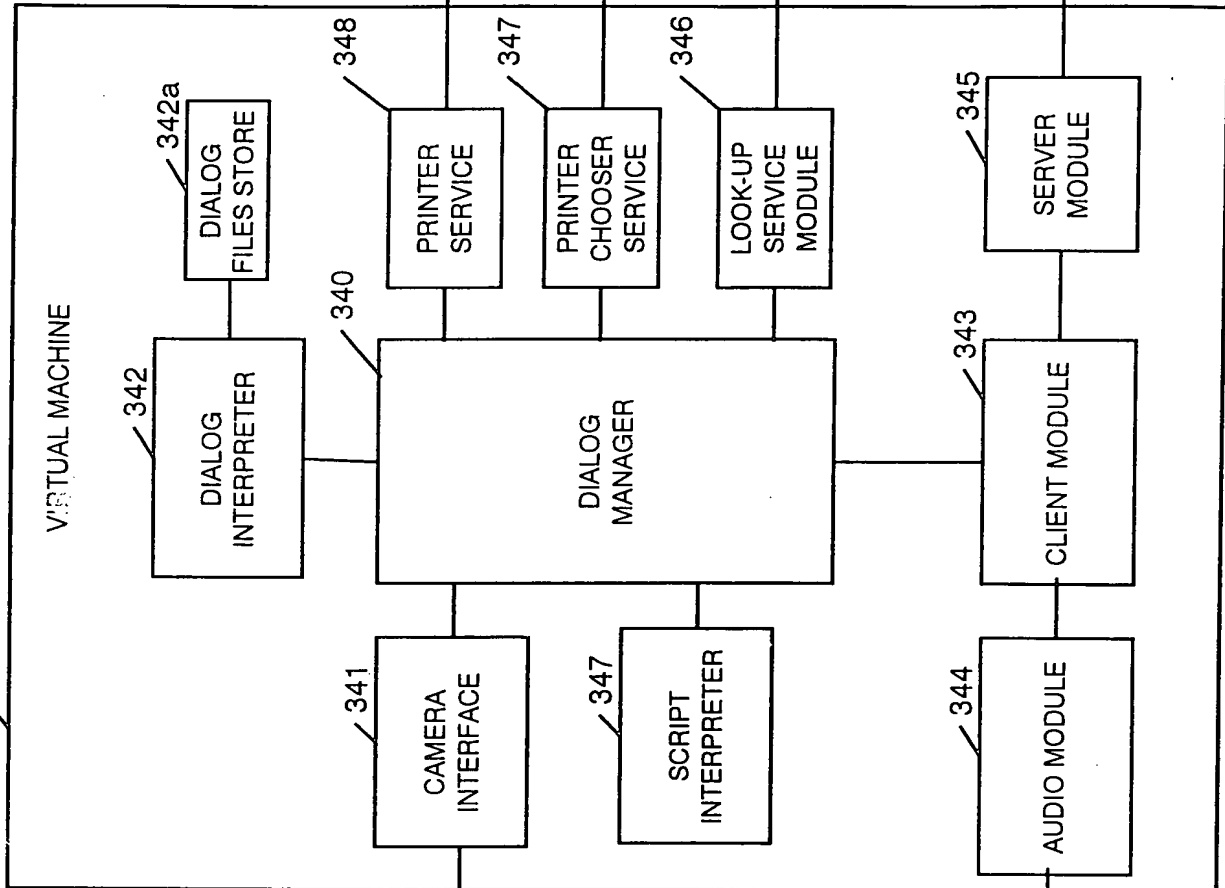 VIRTUAL MACHINE
342
DIALOG
INTERPRETER
342a
DIALOG
FILES STORE
341
CAMERA
INTERFACE
340
DIALOG
MANAGER
348
PRINTER
SERVICE
347
PRINTER
CHOOSER
SERVICE
347
SCRIPT
INTERPRETER
346
LOOK-UP
SERVICE
MODULE
344
AUDIO MODULE
343
CLIENT MODULE
345
SERVER
MODULE